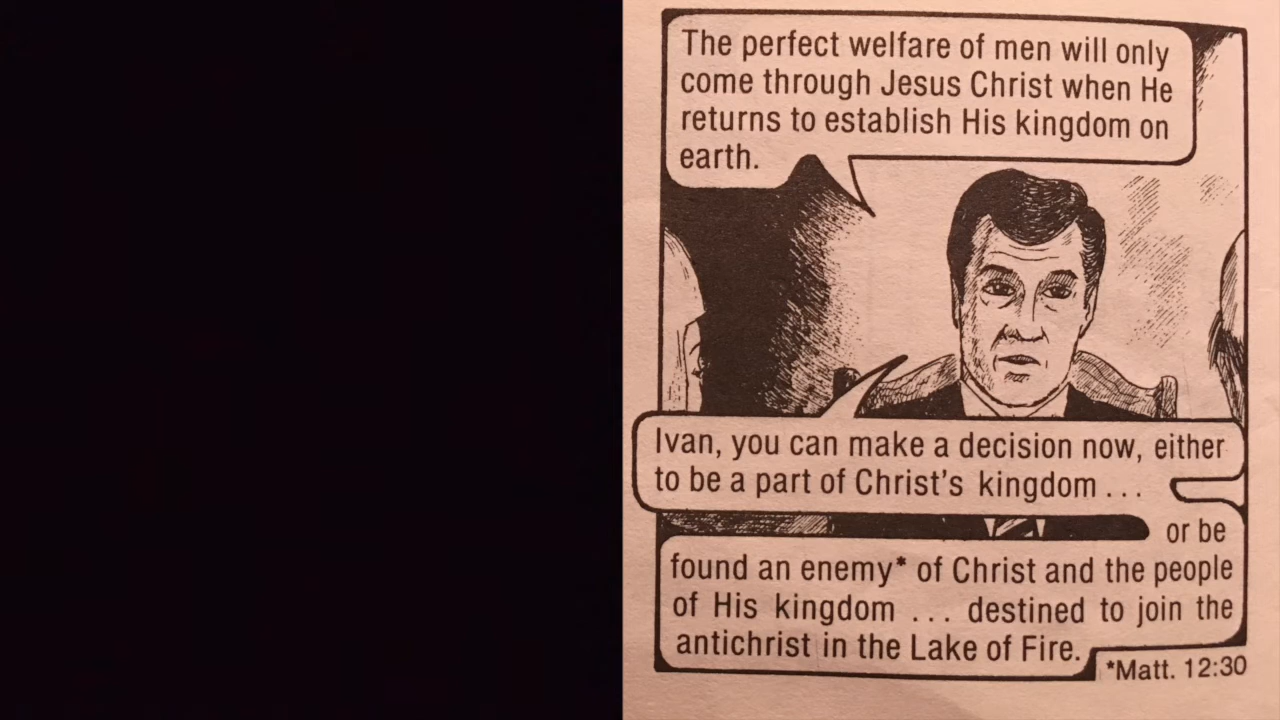 The perfect welfare of men will only
come through Jesus Christ when He
returns to establish His kingdom on
earth.
Ivan, you can make a decision now, either
to be a part of Christ's kingdom ...
or be
found an enemy* of Christ and the people
of His kingdom ... destined to join the
antichrist in the Lake of Fire.
*Matt. 12:30